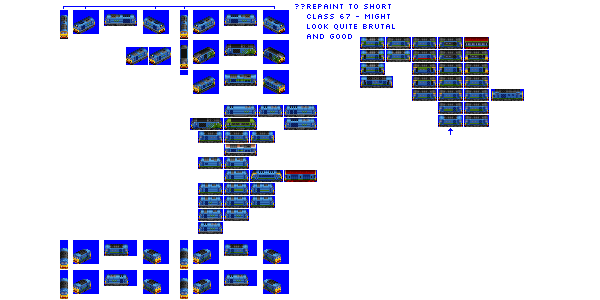 ??REPAINT TO SHORT
CLASS 67 - MIGHT
LOOK QUITE BRUTAL
AND GOOD